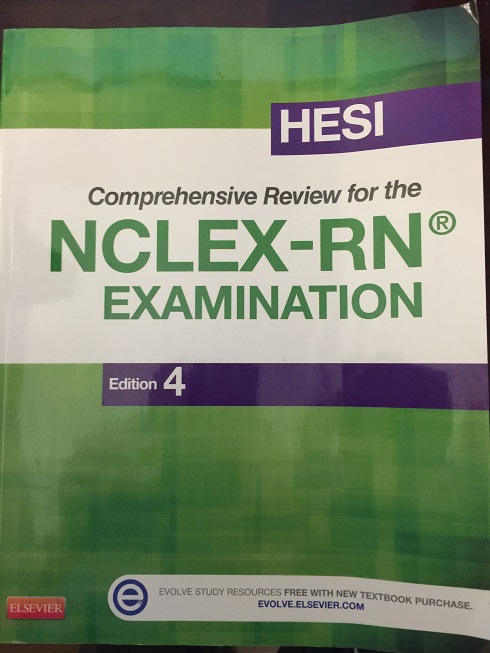 HESI
Comprehensive Review for the
NCLEX-RN®
EXAMINATION
Edition 4
ELSEVIER
e
EVOLVE STUDY RESOURCES FREE WITH NEW TEXTBOOK PURCHASE.
EVOLVE.ELSEVIER.COM